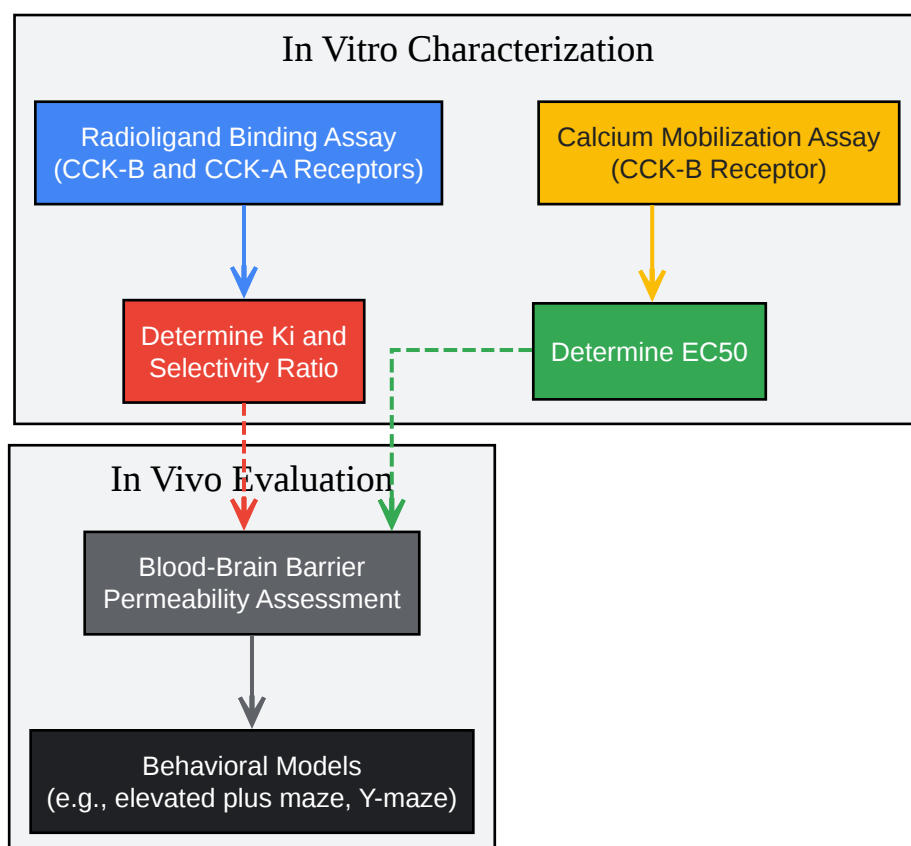 In Vitro Characterization
Radioligand Binding Assay
(CCK-B and CCK-A Receptors)
Calcium Mobilization Assay
(CCK-B Receptor)
Determine Ki and
Selectivity Ratio
Determine EC50
In Vivo Evaluation
Blood-Brain Barrier
Permeability Assessment
Behavioral Models
(e.g., elevated plus maze, Y-maze)